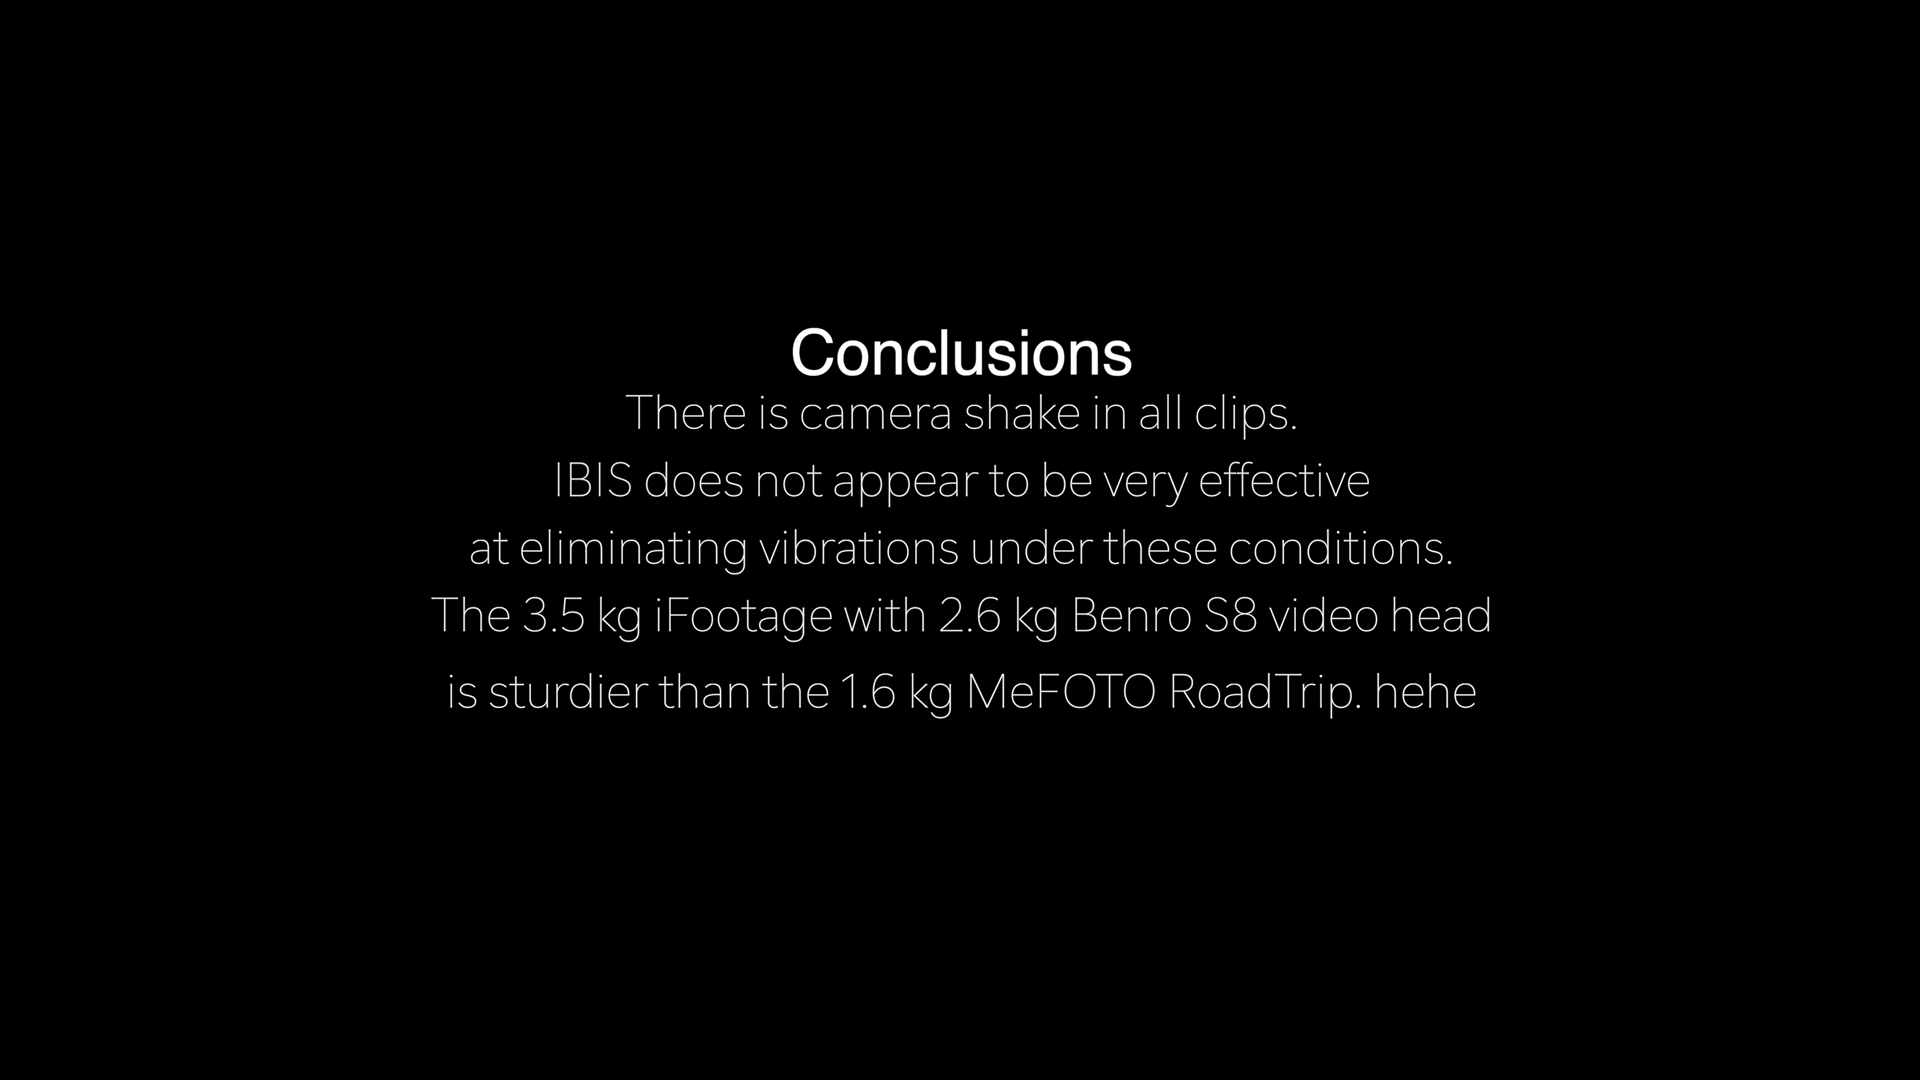 Conclusions
There is camera shake in all clips.
IBIS does not appear to be very effective
at eliminating vibrations under these conditions.
The 3.5 kg iFootage with 2.6 kg Benro S8 video head
is sturdier than the 1.6 kg MeFOTO RoadTrip. hehe